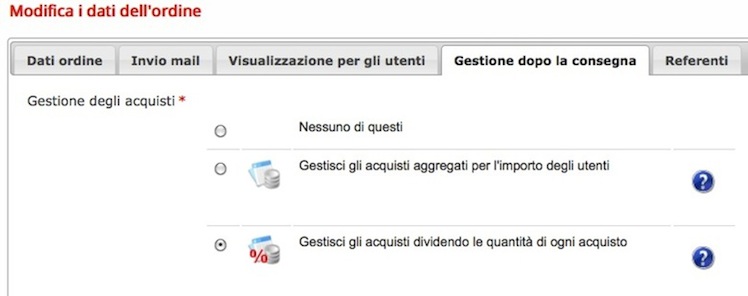 Modifica i dati dell'ordine
Dati ordine Invio mail Visualizzazione per gli utenti Gestione dopo la consegna Referenti
Gestione degli acquisti *
Nessuno di questi
Gestisci gli acquisti aggregati per l'importo degli utenti
?
Gestisci gli acquisti dividendo le quantità di ogni acquisto
%
?